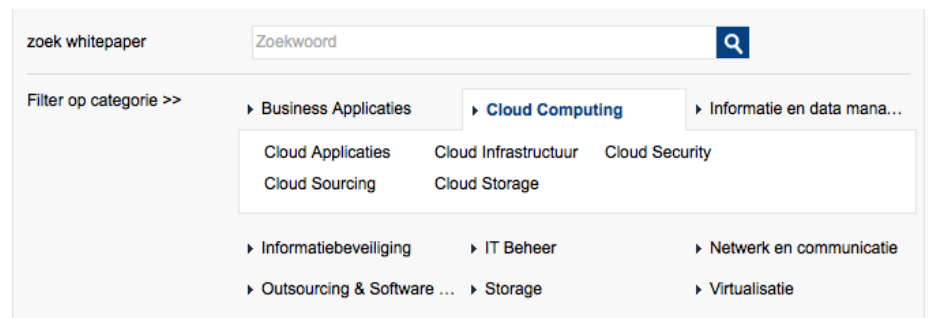 zoek whitepaper Zoekwoord
Filter op categorie >>
Business Applicaties Cloud Computing Informatie en data mana...
Cloud Applicaties Cloud Infrastructuur Cloud Security
Cloud Sourcing Cloud Storage
Informatiebeveiliging IT Beheer Netwerk en communicatie
Outsourcing & Software ... Storage Virtualisatie